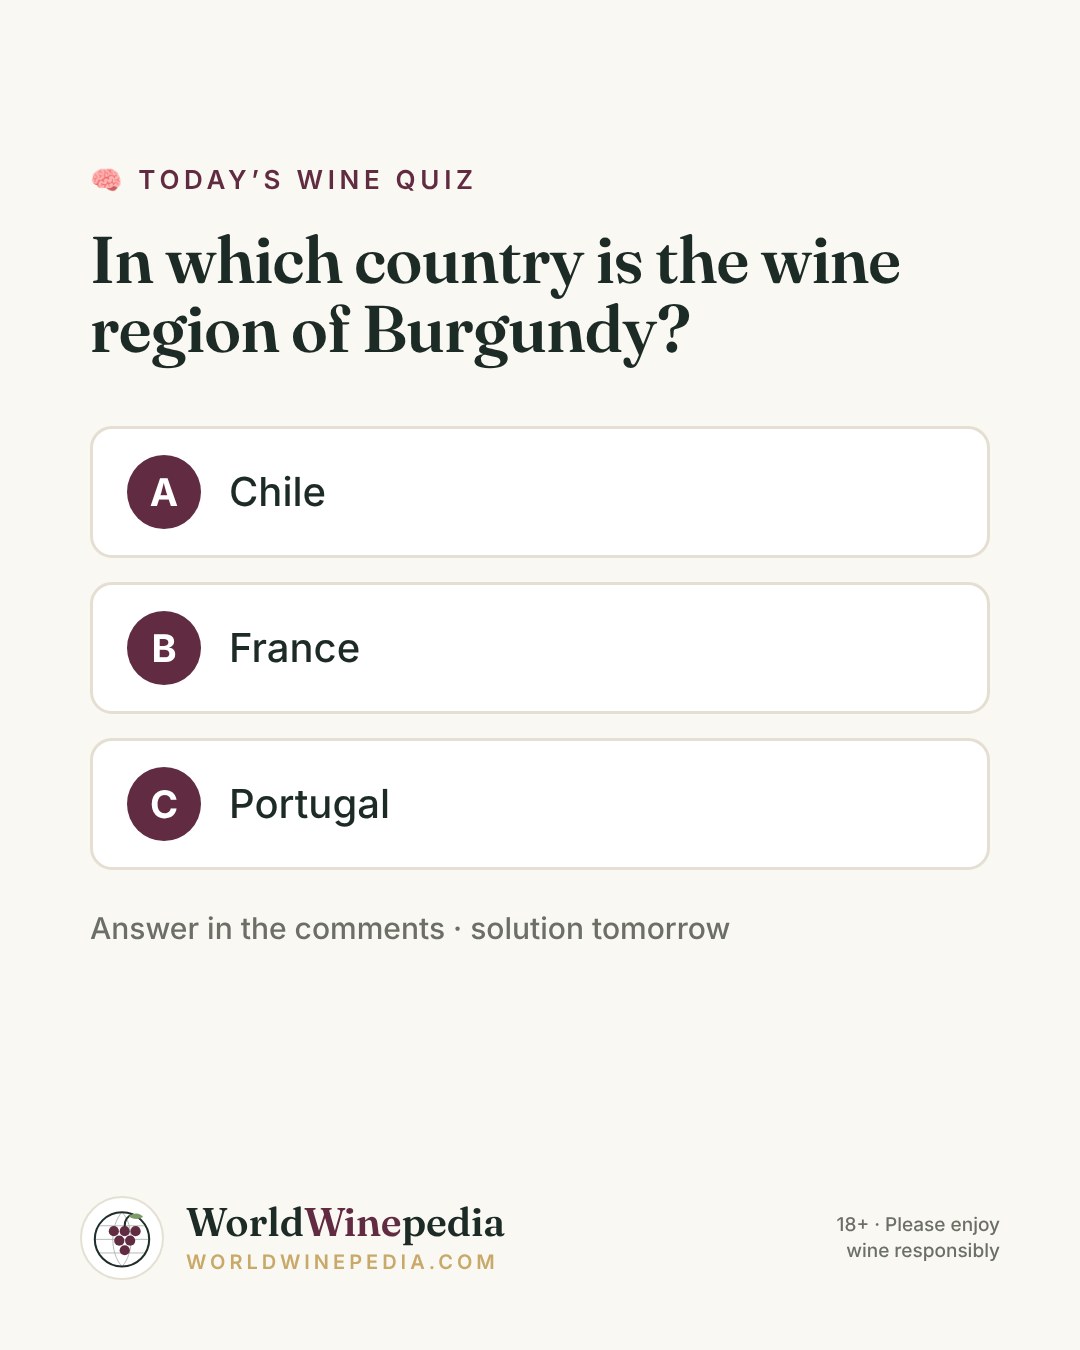 🧠 TODAY’S WINE QUIZ
In which country is the wine
region of Burgundy?
A Chile
B France
C Portugal
Answer in the comments · solution tomorrow
WorldWinepedia
WORLDWINEPEDIA.COM
18+ · Please enjoy
wine responsibly